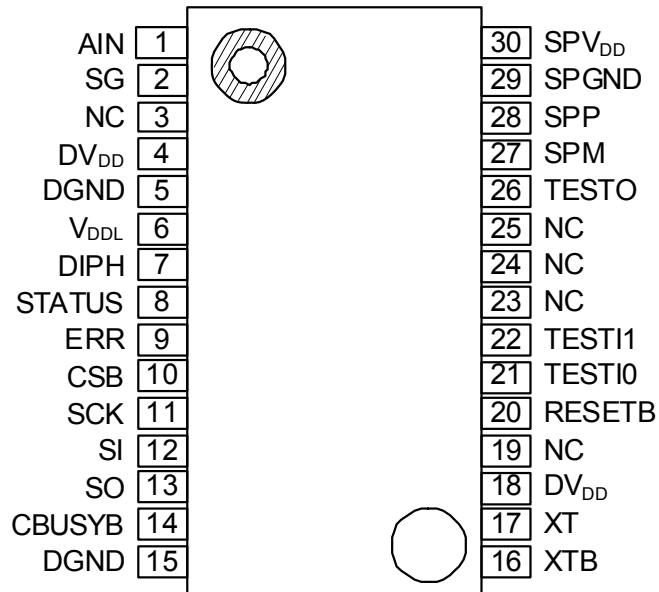 AIN 1 30 SPVDD
SG 2 29 SPGND
NC 3 28 SPP
DVDD 4 27 SPM
DGND 5 26 TESTO
VDDL 6 25 NC
DIPH 7 24 NC
STATUS 8 23 NC
ERR 9 22 TESTI1
CSB 10 21 TESTI0
SCK 11 20 RESETB
SI 12 19 NC
SO 13 18 DVDD
CBUSYB 14 17 XT
DGND 15 16 XTB